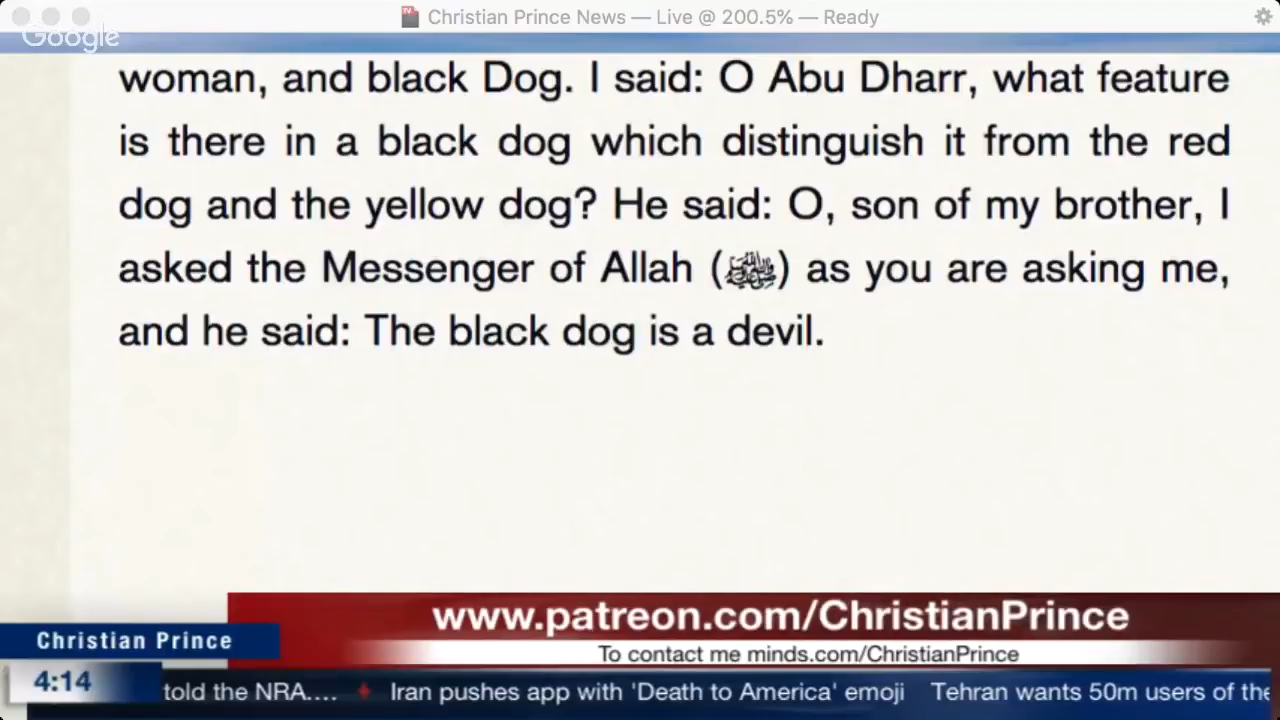 Christian Prince News — Live @ 200.5% — Ready
Google
woman, and black Dog. I said: O Abu Dharr, what feature
is there in a black dog which distinguish it from the red
dog and the yellow dog? He said: O, son of my brother, I
asked the Messenger of Allah (ﷺ) as you are asking me,
and he said: The black dog is a devil.
www.patreon.com/ChristianPrince
Christian Prince
To contact me minds.com/ChristianPrince
4:14
told the NRA.... Iran pushes app with 'Death to America' emoji Tehran wants 50m users of the